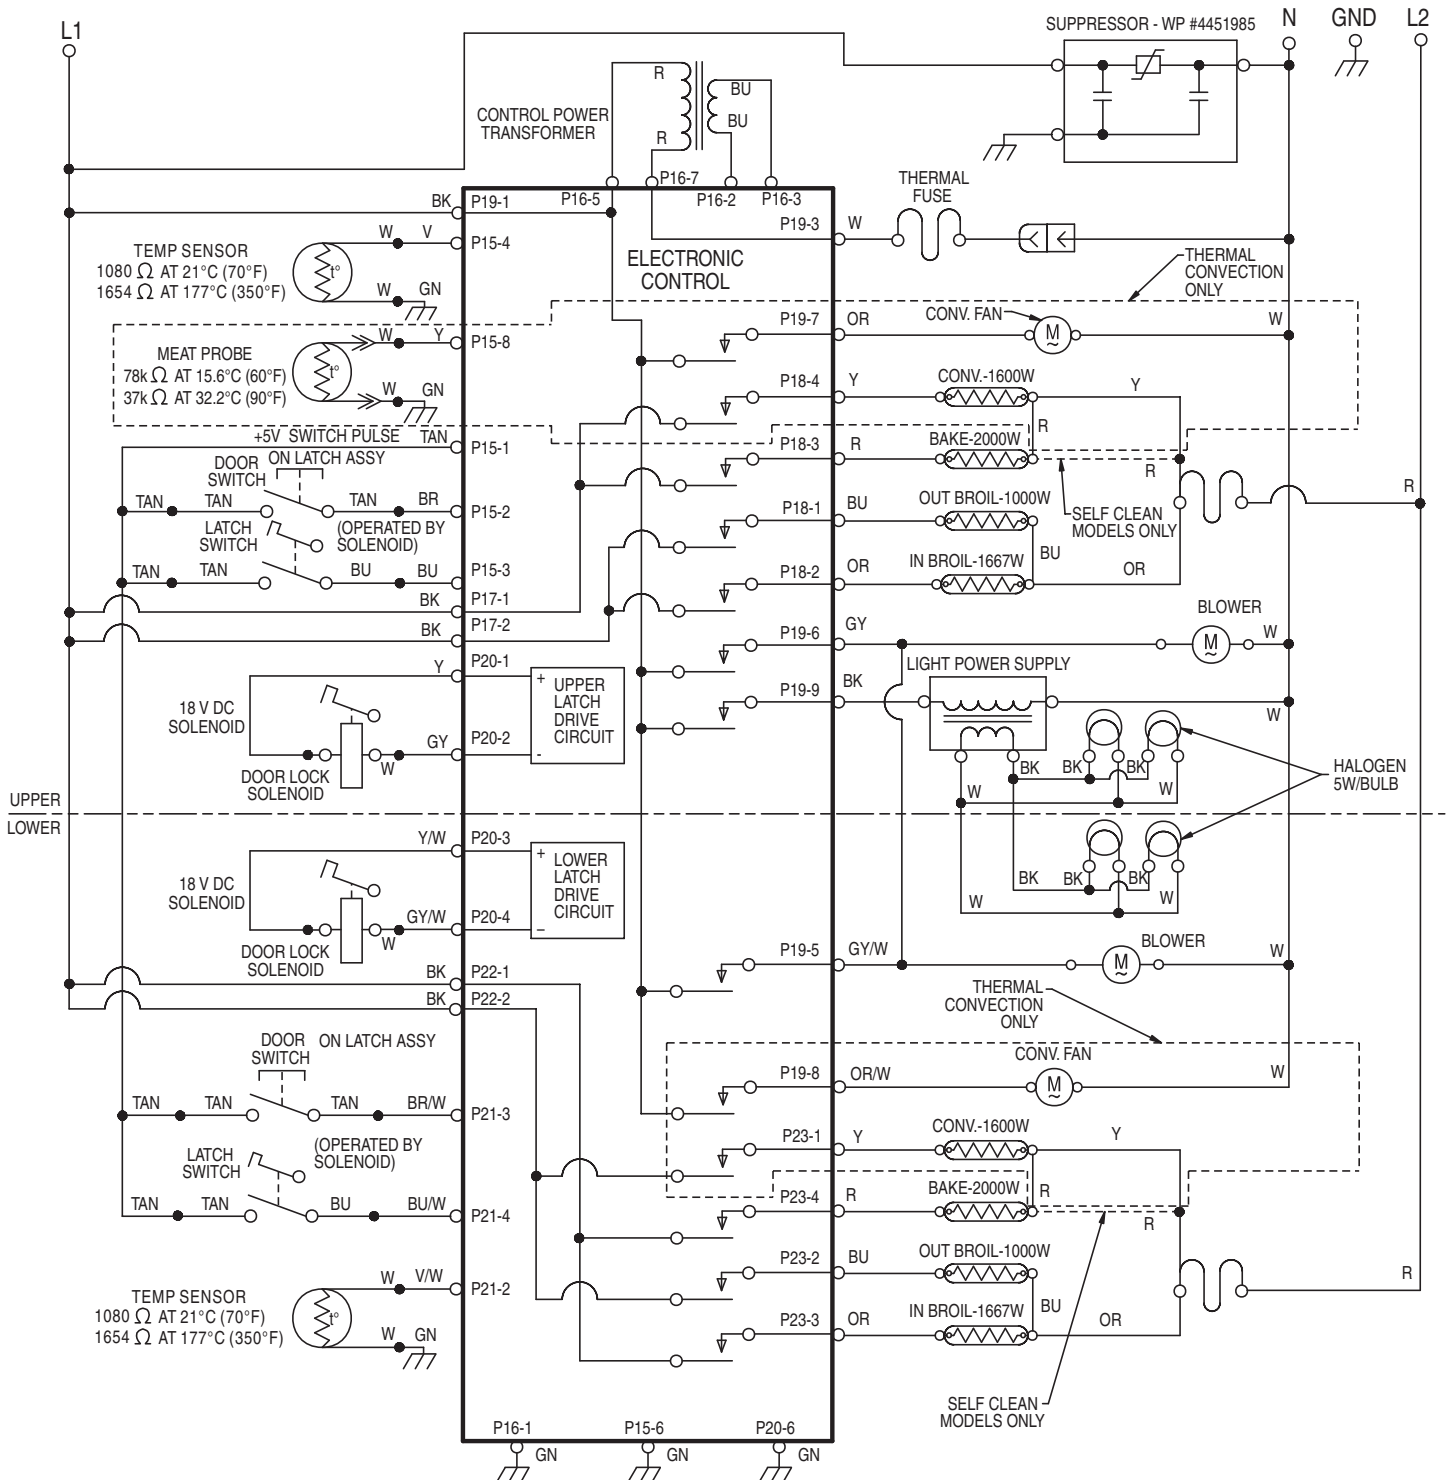 L1
SUPPRESSOR - WP #4451985
N
GND
L2
R
BU
CONTROL POWER
TRANSFORMER
BU
R
P16-7
THERMAL
FUSE
BK
P19-1
P16-5
P16-2
P16-3
W
V
P15-4
P19-3
W
TEMP SENSOR
1080 Ω AT 21°C (70°F)
1654 Ω AT 177°C (350°F)
t°
W
GN
ELECTRONIC
CONTROL
THERMAL
CONVECTION
ONLY
P19-7
OR
CONV. FAN
M
~
W
W
Y
P15-8
MEAT PROBE
78k Ω AT 15.6°C (60°F)
37k Ω AT 32.2°C (90°F)
t°
W
GN
P18-4
Y
CONV.-1600W
Y
R
+5V SWITCH PULSE
TAN
P15-1
P18-3
R
BAKE-2000W
R
DOOR
SWITCH
ON LATCH ASSY
TAN
TAN
TAN
BR
P15-2
P18-1
BU
OUT BROIL-1000W
R
SELF CLEAN
MODELS ONLY
LATCH
SWITCH
(OPERATED BY
SOLENOID)
BU
TAN
TAN
BU
BU
P15-3
P18-2
OR
IN BROIL-1667W
OR
BK
P17-1
BK
P17-2
P19-6
GY
BLOWER
M
~
W
Y
P20-1
LIGHT POWER SUPPLY
P19-9
BK
W
+
UPPER
LATCH
DRIVE
CIRCUIT
-
18 V DC
SOLENOID
GY
P20-2
W
DOOR LOCK
SOLENOID
BK
BK
BK
W
W
HALOGEN
5W/BULB
UPPER
LOWER
Y/W
P20-3
+
LOWER
LATCH
DRIVE
CIRCUIT
–
18 V DC
SOLENOID
GY/W
P20-4
W
DOOR LOCK
SOLENOID
BK
BK
BK
W
W
P19-5
GY/W
BLOWER
M
~
W
BK
P22-1
BK
P22-2
THERMAL
CONVECTION
ONLY
DOOR
SWITCH
ON LATCH ASSY
CONV. FAN
P19-8
OR/W
M
~
W
TAN
TAN
TAN
BR/W
P21-3
P23-1
Y
CONV.-1600W
Y
LATCH
SWITCH
(OPERATED BY
SOLENOID)
R
P23-4
R
BAKE-2000W
R
TAN
TAN
BU
BU/W
P21-4
P23-2
BU
OUT BROIL-1000W
R
W
V/W
P21-2
BU
TEMP SENSOR
1080 Ω AT 21°C (70°F)
1654 Ω AT 177°C (350°F)
t°
W
GN
P23-3
OR
IN BROIL-1667W
OR
SELF CLEAN
MODELS ONLY
P16-1
P15-6
P20-6
GN
GN
GN